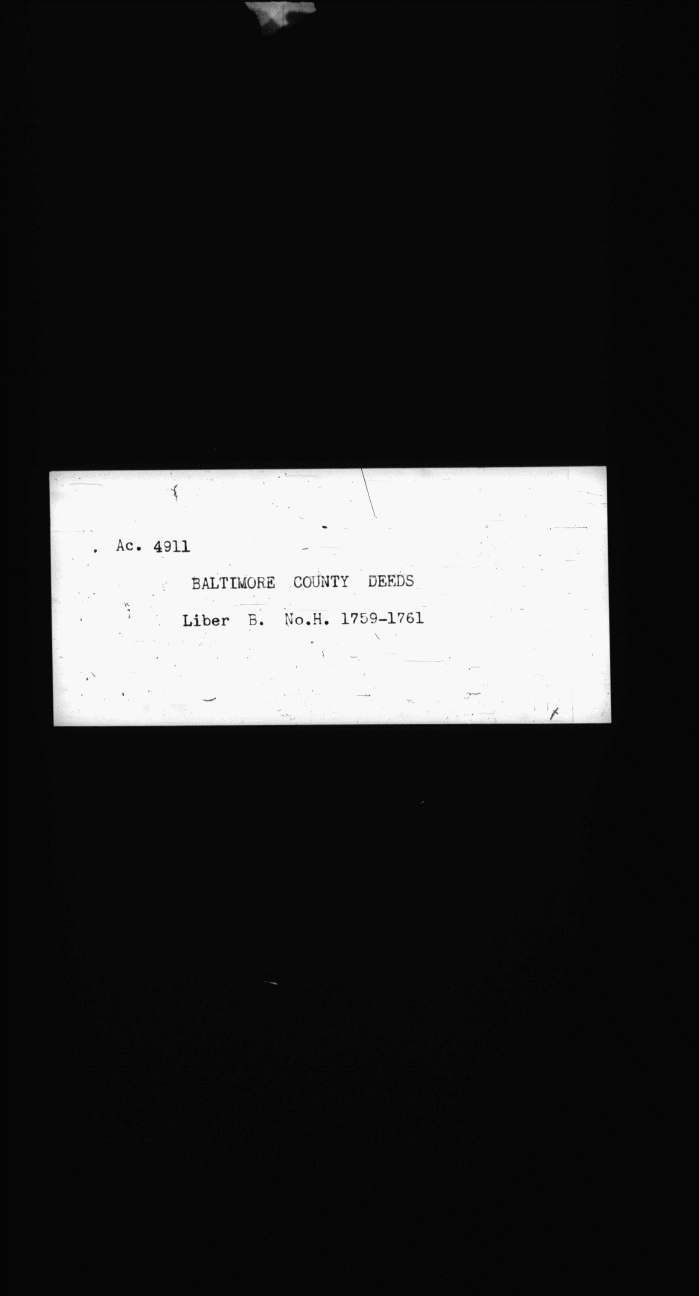 Ac. 4911
BALTIMORE COUNTY DEEDS
Liber B. No.H. 1759-1761